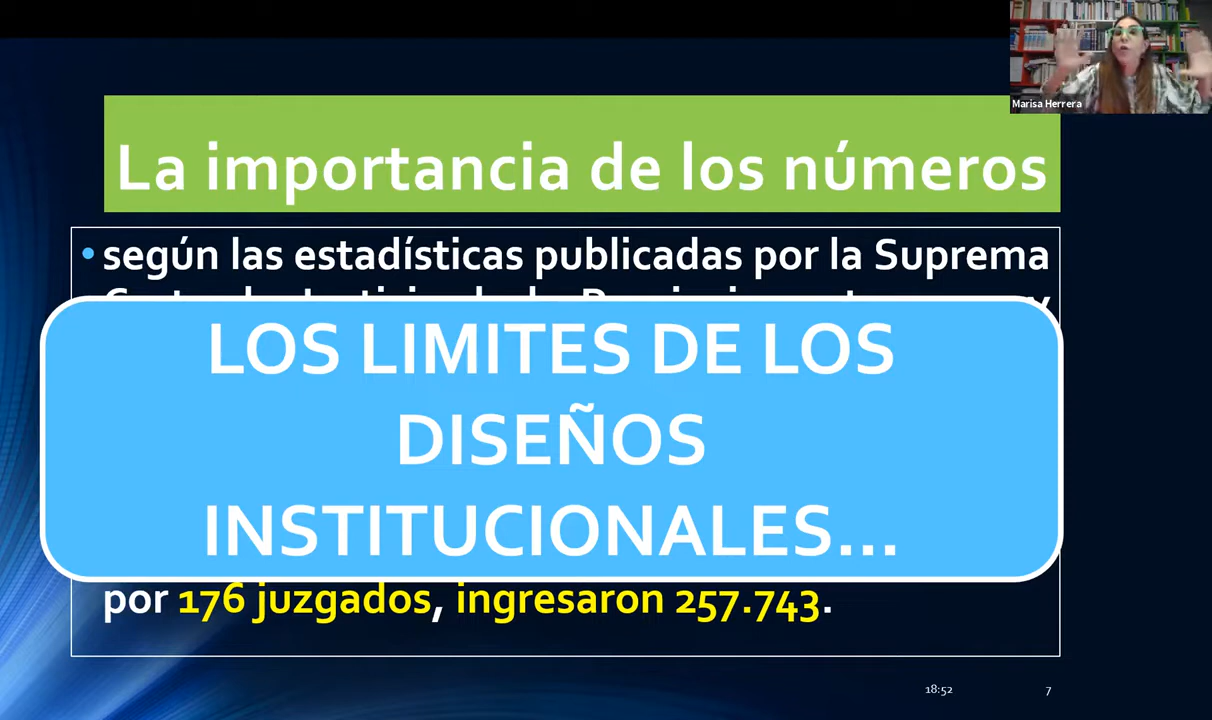 Marisa Herrera
La importancia de los números
• según las estadísticas publicadas por la Suprema
LOS LIMITES DE LOS
DISEÑOS
INSTITUCIONALES...
por 176 juzgados, ingresaron 257.743.
18:52
7